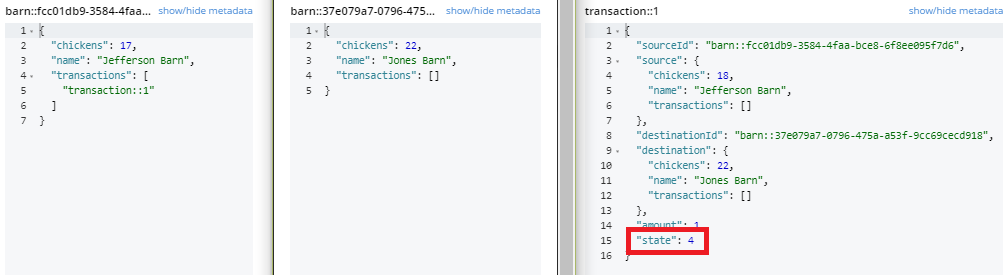 barn::fcc01db9-3584-4faa... show/hide metadata
1 {
2 "chickens": 17,
3 "name": "Jefferson Barn",
4 "transactions": [
5 "transaction::1"
6 ]
7 }
barn::37e079a7-0796-475... show/hide metadata
1 {
2 "chickens": 22,
3 "name": "Jones Barn",
4 "transactions": []
5 }
transaction::1 show/hide metadata
1 {
2 "sourceId": "barn::fcc01db9-3584-4faa-bce8-6f8ee095f7d6",
3 "source": {
4 "chickens": 18,
5 "name": "Jefferson Barn",
6 "transactions": []
7 },
8 "destinationId": "barn::37e079a7-0796-475a-a53f-9cc69cecd918",
9 "destination": {
10 "chickens": 22,
11 "name": "Jones Barn",
12 "transactions": []
13 },
14 "amount": 1,
15 "state": 4
16 }